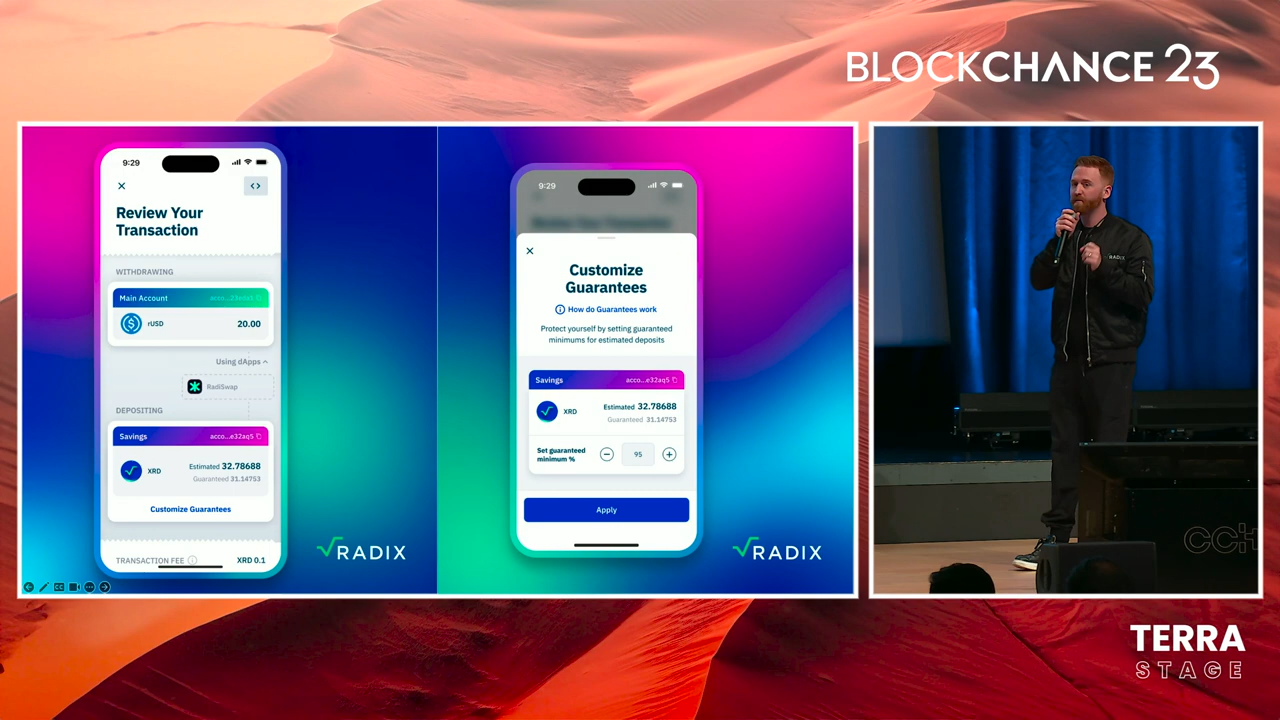 BLOCKCHANCE 23
9:29
Review Your
Transaction
WITHDRAWING
Main Account
rUSD 20.00
Using dApps
RadiSwap
DEPOSITING
Savings acco...e32aq5
XRD Estimated 32.78688
Guaranteed 31.14753
Customize Guarantees
TRANSACTION FEE XRD 0.1
RADIX
9:29
Customize
Guarantees
How do Guarantees work
Protect yourself by setting guaranteed
minimums for estimated deposits
Savings acco...e32aq5
XRD Estimated 32.78688
Guaranteed 31.14753
Set guaranteed
minimum %
95
Apply
RADIX
RADIX
CCH
TERRA
STAGE